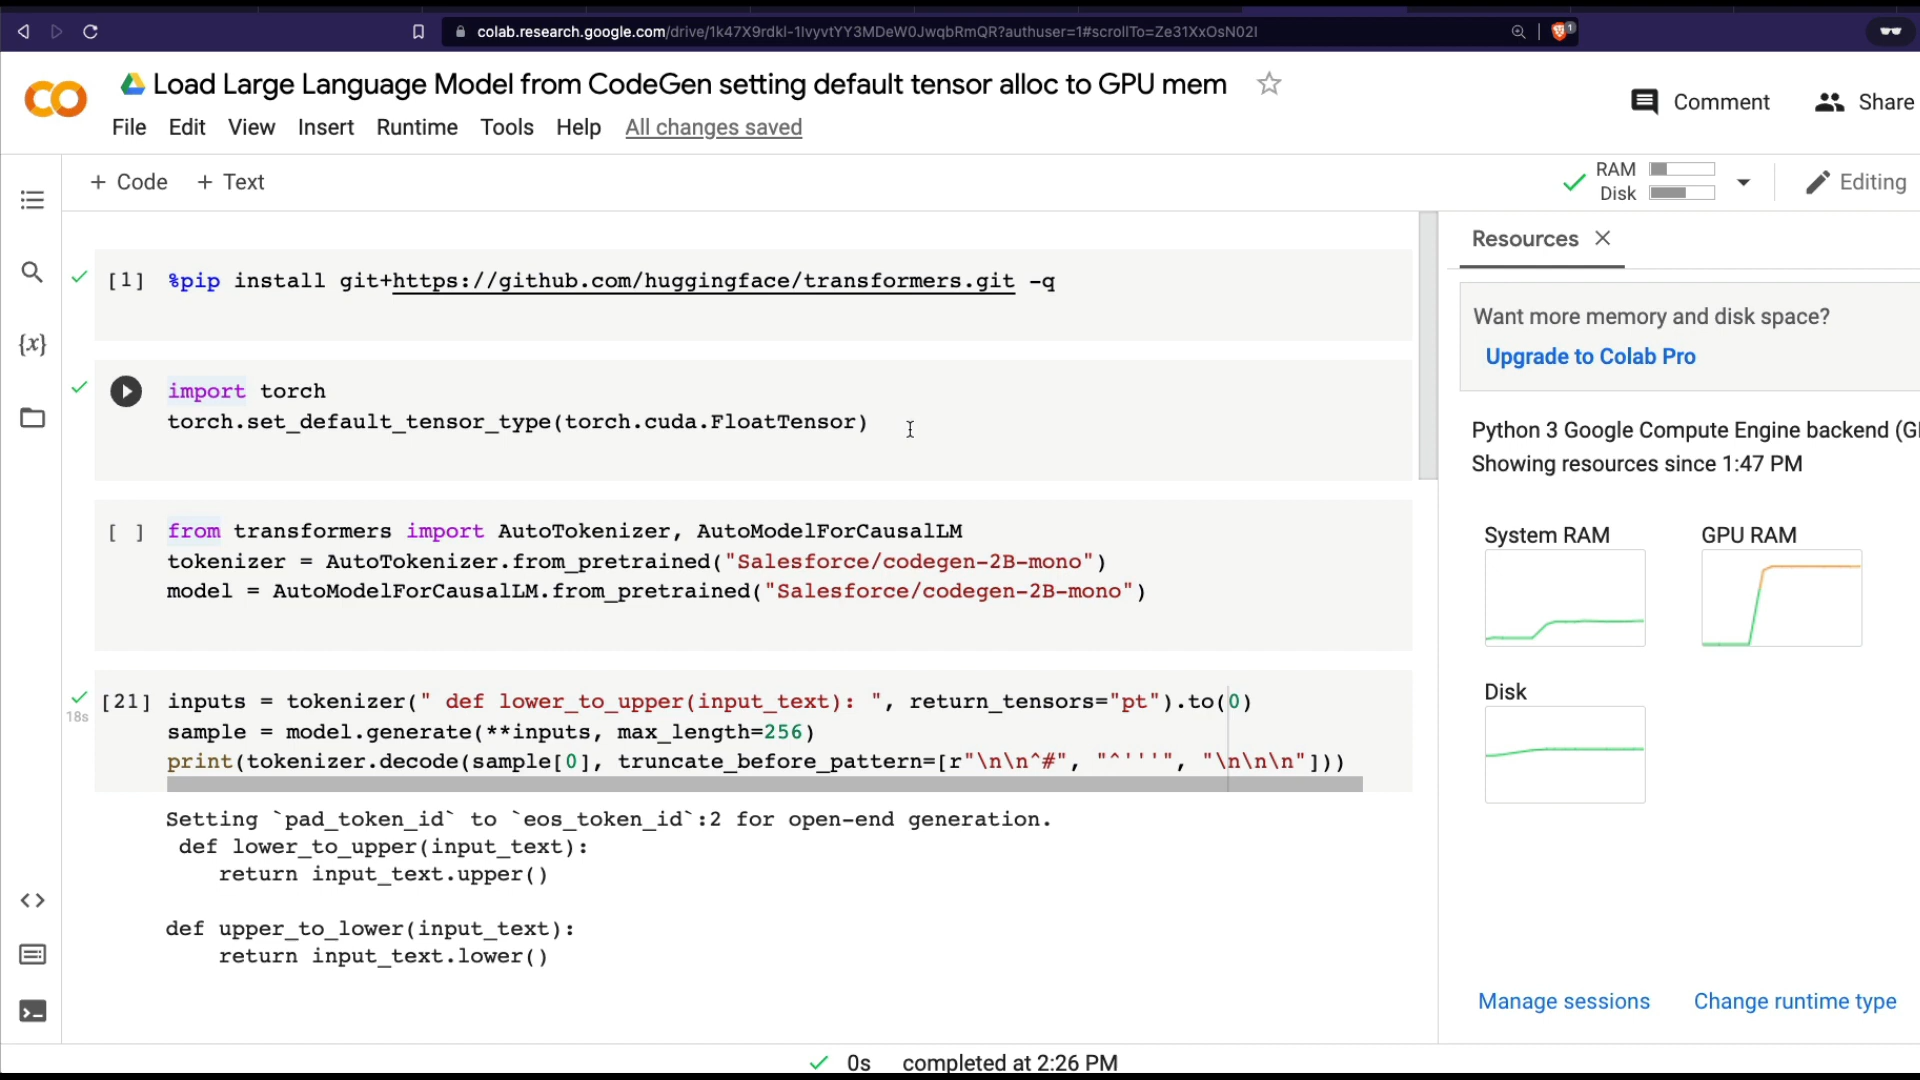 colab.research.google.com/drive/1k47X9rdkl-1lvyvtYY3MDeW0JwqbRmQR?authuser=1#scrollTo=Ze31XxOsN02I
1
Load Large Language Model from CodeGen setting default tensor alloc to GPU mem
Comment
Share
File Edit View Insert Runtime Tools Help All changes saved
+ Code + Text
RAM
Disk
Editing
Resources
[1] %pip install git+https://github.com/huggingface/transformers.git -q
Want more memory and disk space?
Upgrade to Colab Pro
import torch
torch.set_default_tensor_type(torch.cuda.FloatTensor)
Python 3 Google Compute Engine backend (G
Showing resources since 1:47 PM
[ ] from transformers import AutoTokenizer, AutoModelForCausalLM
tokenizer = AutoTokenizer.from_pretrained("Salesforce/codegen-2B-mono")
model = AutoModelForCausalLM.from_pretrained("Salesforce/codegen-2B-mono")
System RAM
GPU RAM
Disk
[21] inputs = tokenizer(" def lower_to_upper(input_text): ", return_tensors="pt").to(0)
18s
sample = model.generate(**inputs, max_length=256)
print(tokenizer.decode(sample[0], truncate_before_pattern=[r"\n\n^#", "^'''", "\n\n\n"]))
Setting `pad_token_id` to `eos_token_id`:2 for open-end generation.
def lower_to_upper(input_text):
return input_text.upper()
def upper_to_lower(input_text):
return input_text.lower()
Manage sessions
Change runtime type
0s completed at 2:26 PM